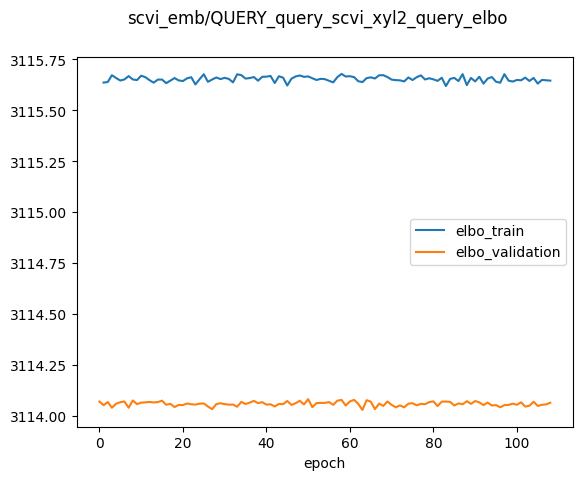 scvi_emb/QUERY_query_scvi_xyl2_query_elbo
3115.75
3115.50
3115.25
3115.00
3114.75
3114.50
3114.25
3114.00
elbo_train
elbo_validation
0 20 40 60 80 100
epoch